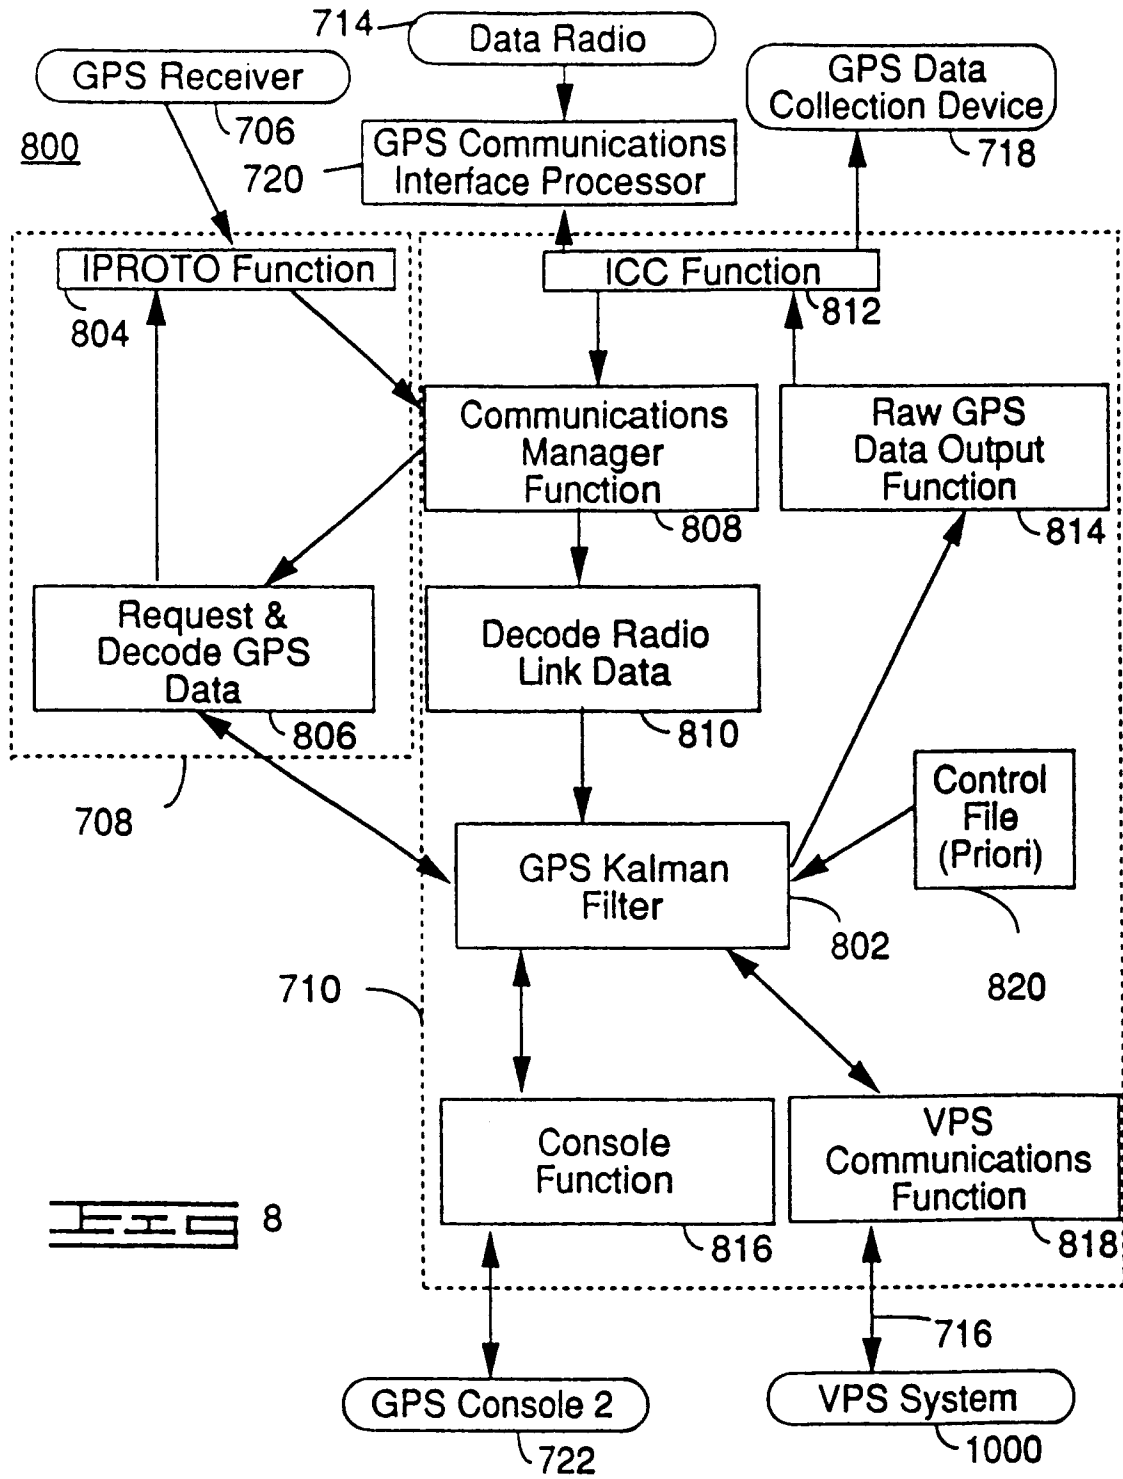 714
Data Radio
GPS Receiver
706
GPS Data
Collection Device
718
800
720
GPS Communications
Interface Processor
IPROTO Function
804
ICC Function
812
Communications
Manager
Function
808
Raw GPS
Data Output
Function
814
Request &
Decode GPS
Data
806
Decode Radio
Link Data
810
708
Control
File
(Priori)
820
GPS Kalman
Filter
802
710
Console
Function
816
VPS
Communications
Function
818
FIG 8
716
GPS Console 2
722
VPS System
1000